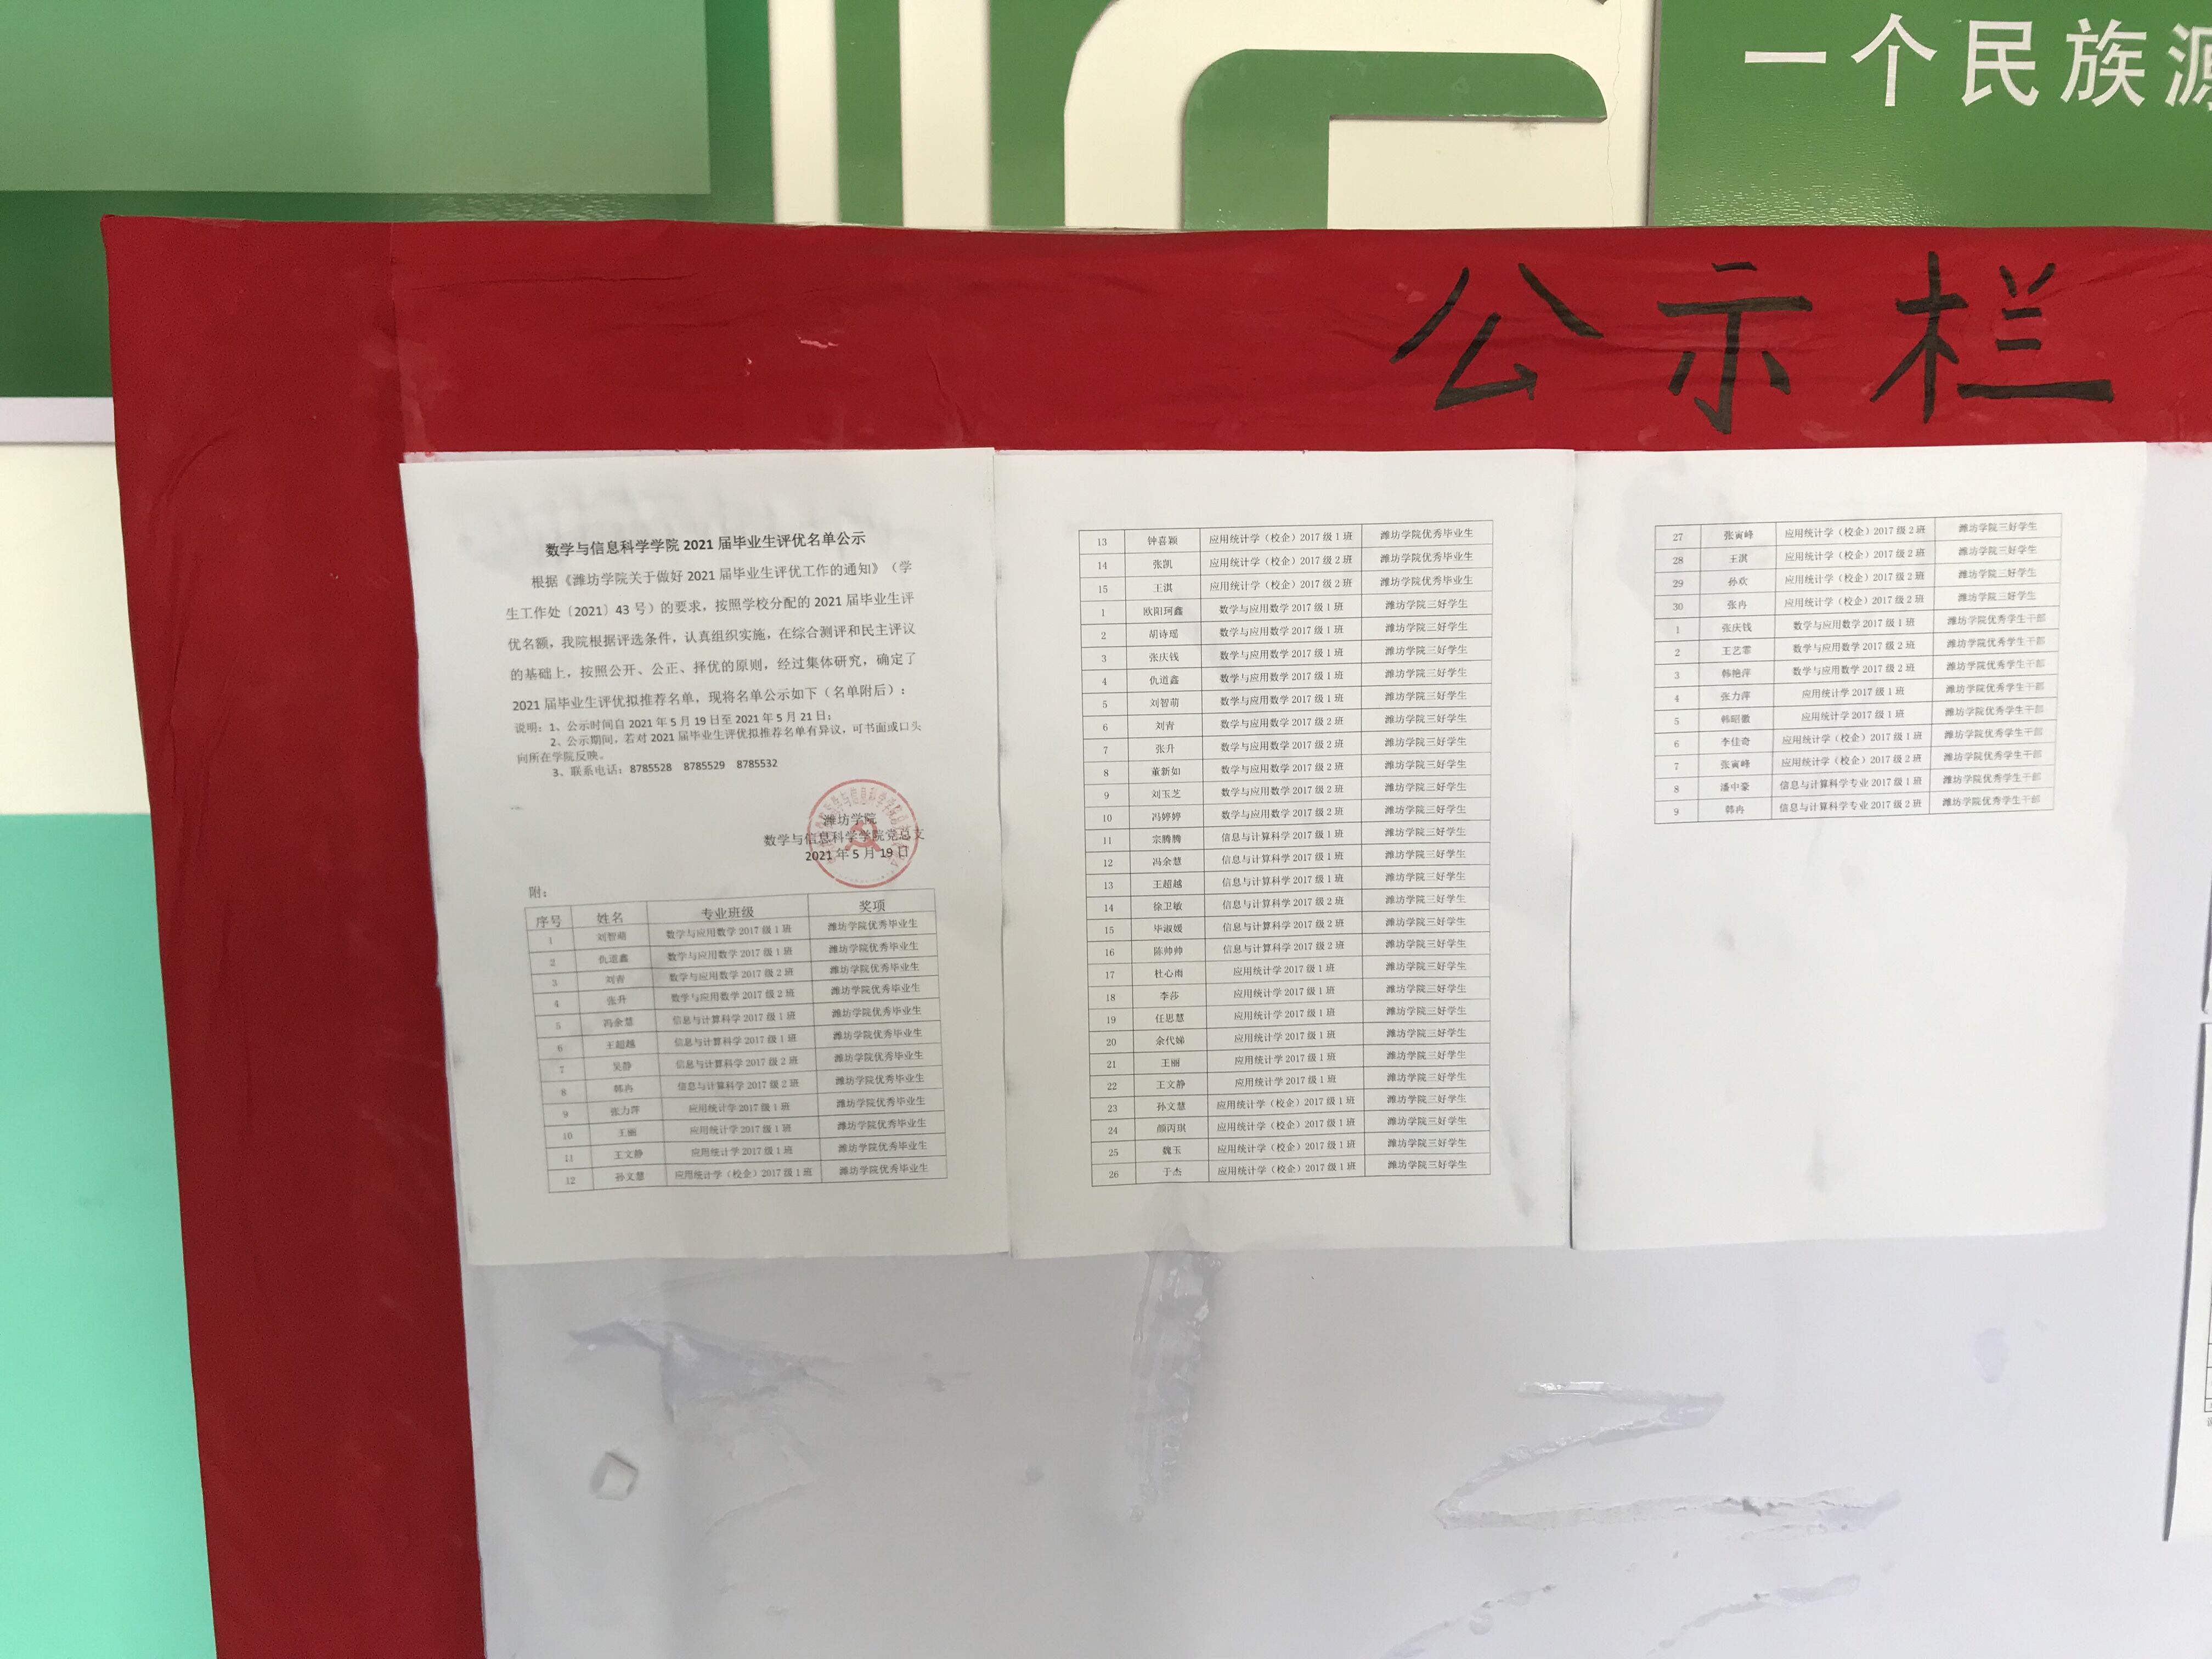 一个民族源
公示栏
数学与信息科学学院 2021 届毕业生评优名单公示
根据《潍坊学院关于做好 2021 届毕业生评优工作的通知》（学
生工作处〔2021〕43 号）的要求，按照学校分配的 2021 届毕业生评
优名额，我院根据评选条件，认真组织实施，在综合测评和民主评议
的基础上，按照公开、公正、择优的原则，经过集体研究，确定了
2021 届毕业生评优拟推荐名单，现将名单公示如下（名单附后）：
说明：1、公示时间自 2021 年 5 月 19 日至 2021 年 5 月 21 日；
2、公示期间，若对 2021 届毕业生评优拟推荐名单有异议，可书面或口头
向所在学院反映。
3、联系电话：8785528 8785529 8785532
潍坊学院
数学与信息科学学院党总支
2021 年 5 月 19 日
附：
序号 姓名 专业班级 奖项
1 刘智萌 数学与应用数学 2017 级 1 班 潍坊学院优秀毕业生
2 仇道鑫 数学与应用数学 2017 级 1 班 潍坊学院优秀毕业生
3 刘青 数学与应用数学 2017 级 2 班 潍坊学院优秀毕业生
4 张升 数学与应用数学 2017 级 2 班 潍坊学院优秀毕业生
5 冯余慧 信息与计算科学 2017 级 1 班 潍坊学院优秀毕业生
6 王超越 信息与计算科学 2017 级 1 班 潍坊学院优秀毕业生
7 吴静 信息与计算科学 2017 级 2 班 潍坊学院优秀毕业生
8 韩冉 信息与计算科学 2017 级 2 班 潍坊学院优秀毕业生
9 张力萍 应用统计学 2017 级 1 班 潍坊学院优秀毕业生
10 王丽 应用统计学 2017 级 1 班 潍坊学院优秀毕业生
11 王文静 应用统计学 2017 级 1 班 潍坊学院优秀毕业生
12 孙文慧 应用统计学（校企）2017 级 1 班 潍坊学院优秀毕业生
13 钟喜颖 应用统计学（校企）2017 级 1 班 潍坊学院优秀毕业生
14 张凯 应用统计学（校企）2017 级 2 班 潍坊学院优秀毕业生
15 王淇 应用统计学（校企）2017 级 2 班 潍坊学院优秀毕业生
1 欧阳珂鑫 数学与应用数学 2017 级 1 班 潍坊学院三好学生
2 胡诗瑶 数学与应用数学 2017 级 1 班 潍坊学院三好学生
3 张庆钱 数学与应用数学 2017 级 1 班 潍坊学院三好学生
4 仇道鑫 数学与应用数学 2017 级 1 班 潍坊学院三好学生
5 刘智萌 数学与应用数学 2017 级 1 班 潍坊学院三好学生
6 刘青 数学与应用数学 2017 级 2 班 潍坊学院三好学生
7 张升 数学与应用数学 2017 级 2 班 潍坊学院三好学生
8 董新如 数学与应用数学 2017 级 2 班 潍坊学院三好学生
9 刘玉芝 数学与应用数学 2017 级 2 班 潍坊学院三好学生
10 冯婷婷 数学与应用数学 2017 级 2 班 潍坊学院三好学生
11 宗腾腾 信息与计算科学 2017 级 1 班 潍坊学院三好学生
12 冯余慧 信息与计算科学 2017 级 1 班 潍坊学院三好学生
13 王超越 信息与计算科学 2017 级 1 班 潍坊学院三好学生
14 徐卫敏 信息与计算科学 2017 级 2 班 潍坊学院三好学生
15 毕淑媛 信息与计算科学 2017 级 2 班 潍坊学院三好学生
16 陈帅帅 信息与计算科学 2017 级 2 班 潍坊学院三好学生
17 杜心雨 应用统计学 2017 级 1 班 潍坊学院三好学生
18 李莎 应用统计学 2017 级 1 班 潍坊学院三好学生
19 任思慧 应用统计学 2017 级 1 班 潍坊学院三好学生
20 余代娣 应用统计学 2017 级 1 班 潍坊学院三好学生
21 王丽 应用统计学 2017 级 1 班 潍坊学院三好学生
22 王文静 应用统计学 2017 级 1 班 潍坊学院三好学生
23 孙文慧 应用统计学（校企）2017 级 1 班 潍坊学院三好学生
24 颜丙琪 应用统计学（校企）2017 级 1 班 潍坊学院三好学生
25 魏玉 应用统计学（校企）2017 级 1 班 潍坊学院三好学生
26 于杰 应用统计学（校企）2017 级 1 班 潍坊学院三好学生
27 张寅峰 应用统计学（校企）2017 级 2 班 潍坊学院三好学生
28 王淇 应用统计学（校企）2017 级 2 班 潍坊学院三好学生
29 孙欢 应用统计学（校企）2017 级 2 班 潍坊学院三好学生
30 张冉 应用统计学（校企）2017 级 2 班 潍坊学院三好学生
1 张庆钱 数学与应用数学 2017 级 1 班 潍坊学院优秀学生干部
2 王艺霏 数学与应用数学 2017 级 2 班 潍坊学院优秀学生干部
3 韩艳萍 数学与应用数学 2017 级 2 班 潍坊学院优秀学生干部
4 张力萍 应用统计学 2017 级 1 班 潍坊学院优秀学生干部
5 韩昭徽 应用统计学 2017 级 1 班 潍坊学院优秀学生干部
6 李佳奇 应用统计学（校企）2017 级 1 班 潍坊学院优秀学生干部
7 张寅峰 应用统计学（校企）2017 级 2 班 潍坊学院优秀学生干部
8 潘中豪 信息与计算科学专业 2017 级 1 班 潍坊学院优秀学生干部
9 韩冉 信息与计算科学专业 2017 级 2 班 潍坊学院优秀学生干部